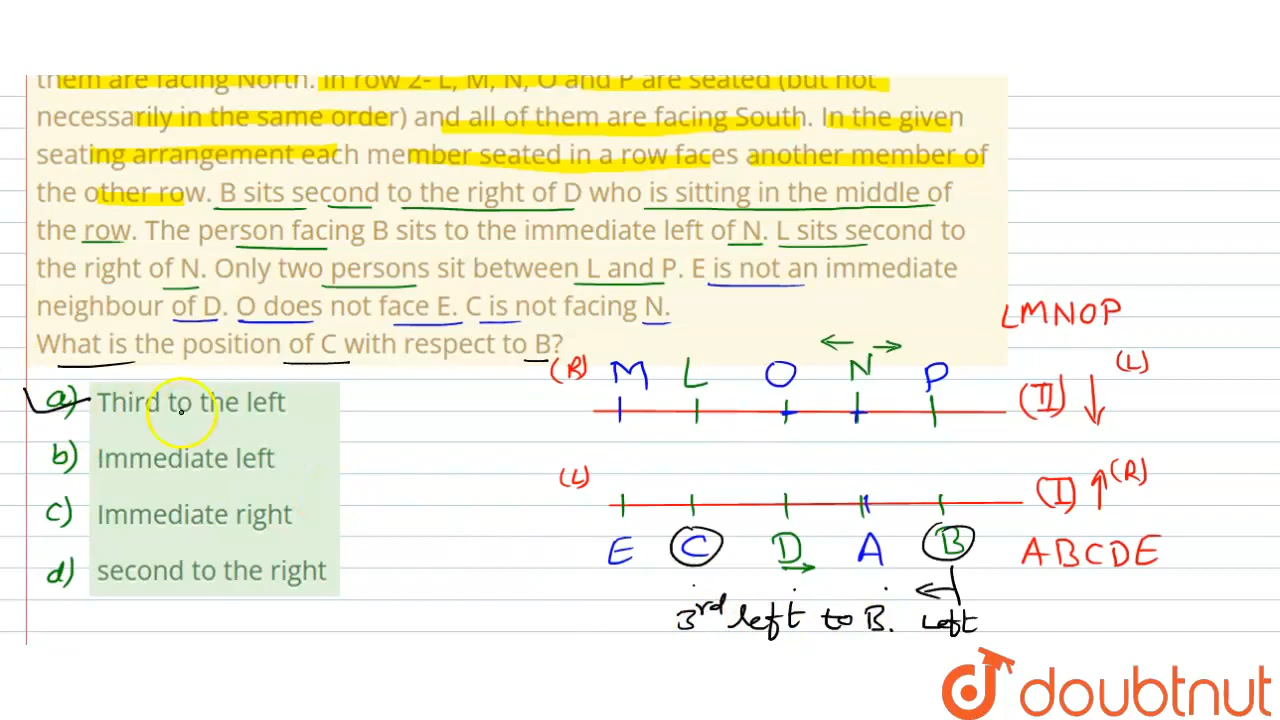 them are facing North. In row 2- L, M, N, O and P are seated (but not
necessarily in the same order) and all of them are facing South. In the given
seating arrangement each member seated in a row faces another member of
the other row. B sits second to the right of D who is sitting in the middle of
the row. The person facing B sits to the immediate left of N. L sits second to
the right of N. Only two persons sit between L and P. E is not an immediate
neighbour of D. O does not face E. C is not facing N.
What is the position of C with respect to B?
LMNOP
(R) M L O N P (L)
(II)
a) Third to the left
b) Immediate left
(L) (R)
(I)
c) Immediate right
E C D A B ABCDE
d) second to the right
3rd left to B. Left
doubtnut